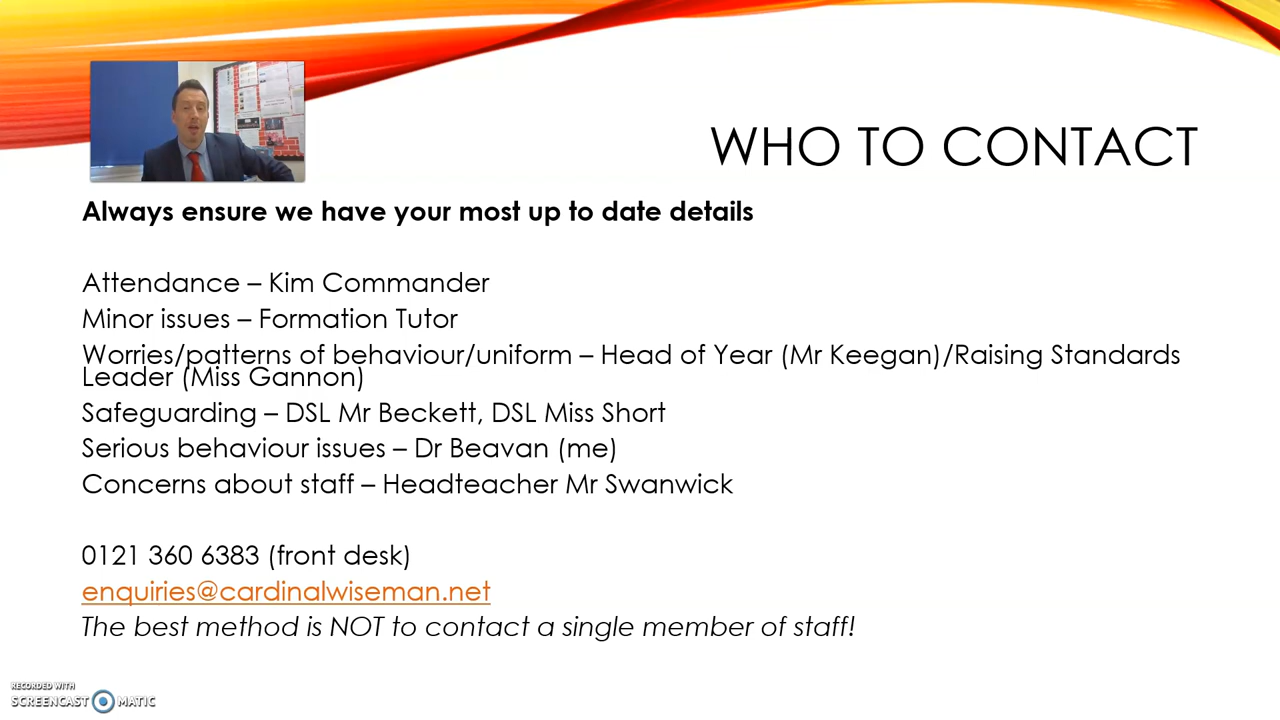 WHO TO CONTACT
Always ensure we have your most up to date details
Attendance – Kim Commander
Minor issues – Formation Tutor
Worries/patterns of behaviour/uniform – Head of Year (Mr Keegan)/Raising Standards
Leader (Miss Gannon)
Safeguarding – DSL Mr Beckett, DSL Miss Short
Serious behaviour issues – Dr Beavan (me)
Concerns about staff – Headteacher Mr Swanwick
0121 360 6383 (front desk)
enquiries@cardinalwiseman.net
The best method is NOT to contact a single member of staff!
RECORDED WITH
SCREENCAST MATIC